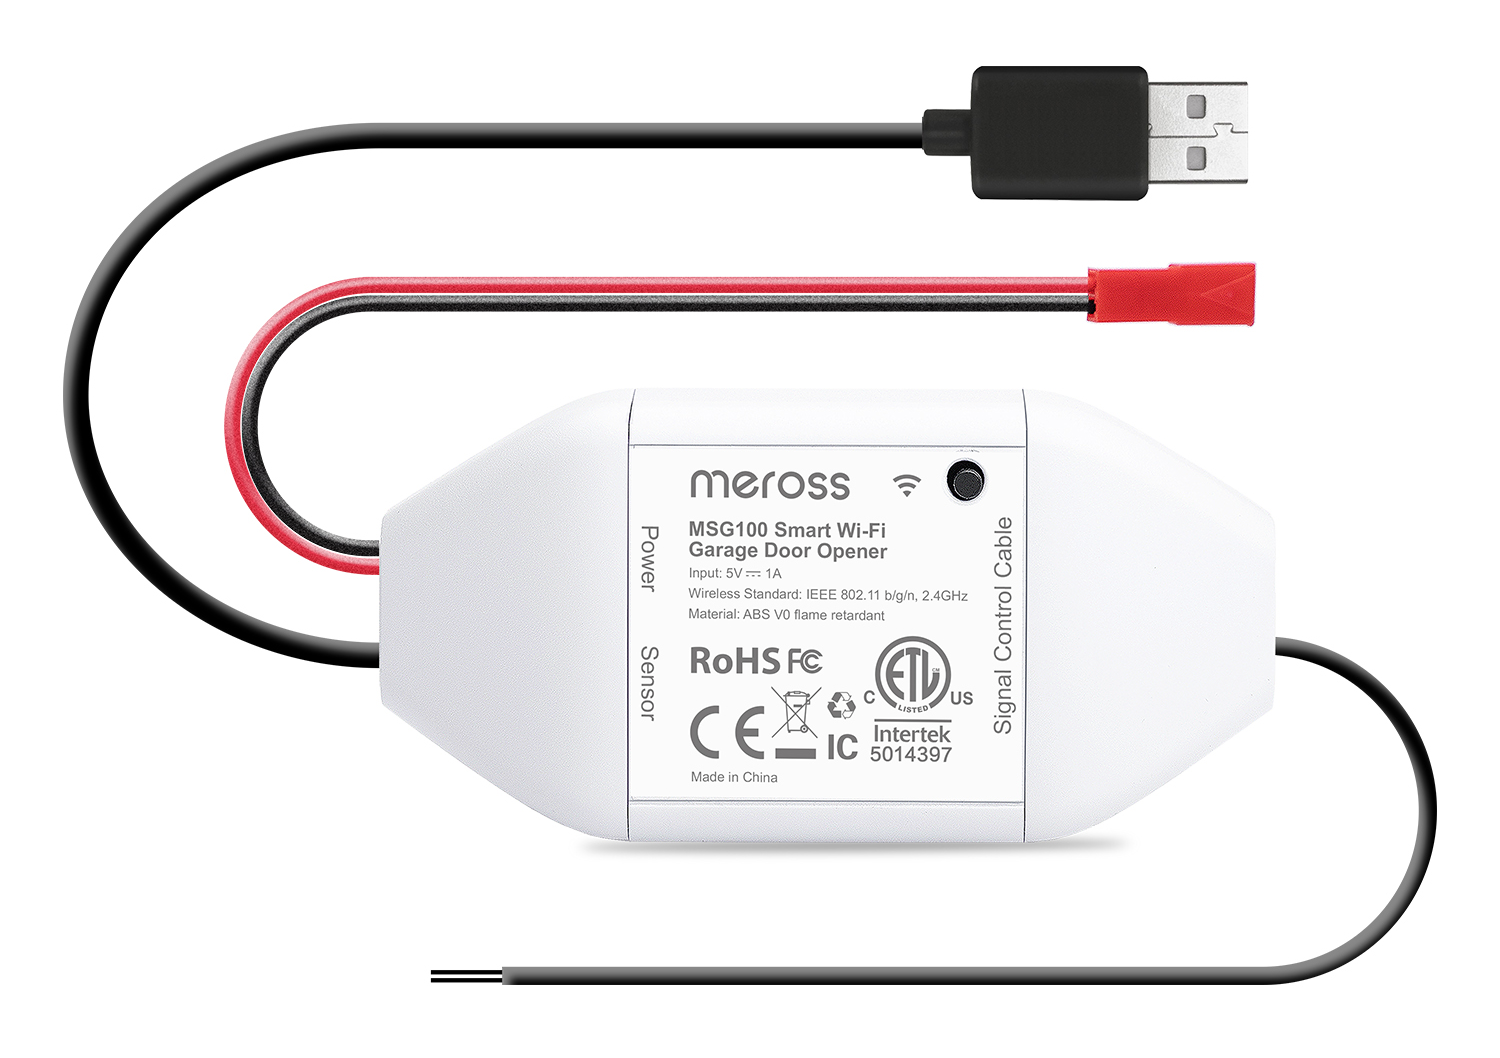 meross
MSG100 Smart Wi-Fi
Garage Door Opener
Input: 5V⎓ 1A
Wireless Standard: IEEE 802.11 b/g/n, 2.4GHz
Material: ABS V0 flame retardant
Power
Sensor
Signal Control Cable
RoHS FC
C ETL CM US
LISTED
CE
IC
Intertek
5014397
Made in China